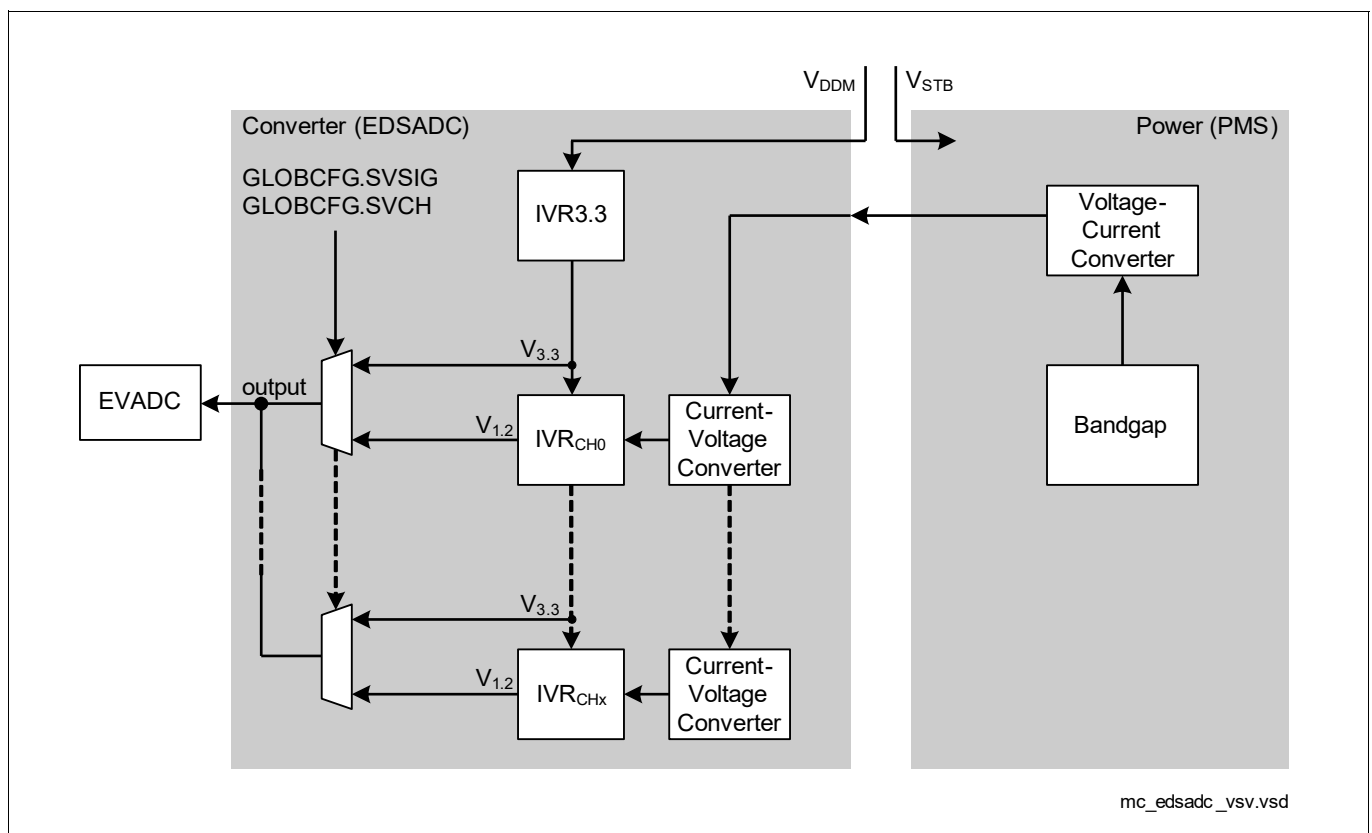 VDDM
VSTB
Converter (EDSADC)
Power (PMS)
GLOBCFG.SVSIG
GLOBCFG.SVCH
IVR3.3
Voltage-
Current
Converter
V3.3
EVADC
output
V1.2
IVRCH0
Current-
Voltage
Converter
Bandgap
V3.3
V1.2
IVRCHx
Current-
Voltage
Converter
mc_edsadc_vsv.vsd